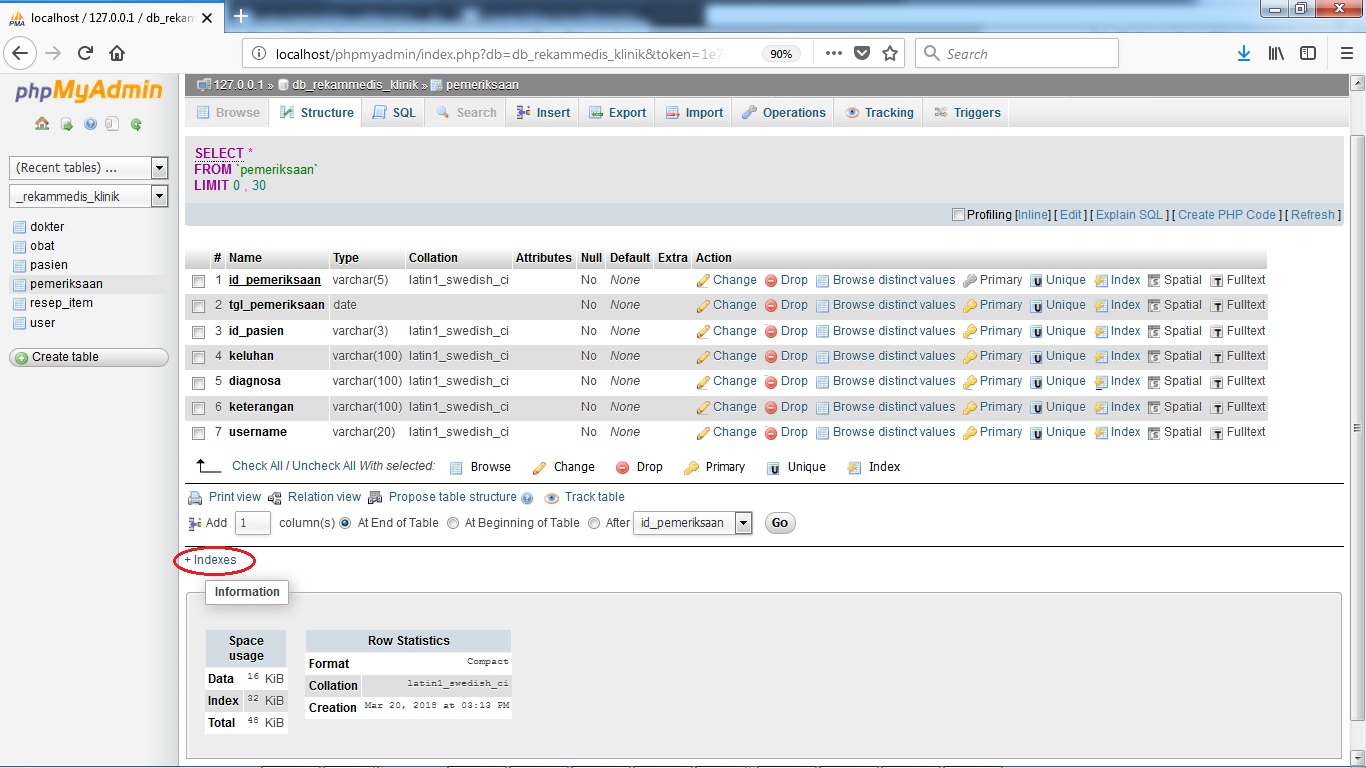 localhost / 127.0.0.1 / db_rekam
localhost/phpmyadmin/index.php?db=db_rekammedis_klinik&token=1e7
90%
Search
phpMyAdmin
127.0.0.1 » db_rekammedis_klinik » pemeriksaan
Browse Structure SQL Search Insert Export Import Operations Tracking Triggers
(Recent tables) ...
_rekammedis_klinik
dokter
obat
pasien
pemeriksaan
resep_item
user
Create table
SELECT *
FROM `pemeriksaan`
LIMIT 0 , 30
Profiling [Inline] [ Edit ] [ Explain SQL ] [ Create PHP Code ] [ Refresh ]
# Name Type Collation Attributes Null Default Extra Action
1 id_pemeriksaan varchar(5) latin1_swedish_ci No None Change Drop Browse distinct values Primary Unique Index Spatial Fulltext
2 tgl_pemeriksaan date No None Change Drop Browse distinct values Primary Unique Index Spatial Fulltext
3 id_pasien varchar(3) latin1_swedish_ci No None Change Drop Browse distinct values Primary Unique Index Spatial Fulltext
4 keluhan varchar(100) latin1_swedish_ci No None Change Drop Browse distinct values Primary Unique Index Spatial Fulltext
5 diagnosa varchar(100) latin1_swedish_ci No None Change Drop Browse distinct values Primary Unique Index Spatial Fulltext
6 keterangan varchar(100) latin1_swedish_ci No None Change Drop Browse distinct values Primary Unique Index Spatial Fulltext
7 username varchar(20) latin1_swedish_ci No None Change Drop Browse distinct values Primary Unique Index Spatial Fulltext
Check All / Uncheck All With selected: Browse Change Drop Primary Unique Index
Print view Relation view Propose table structure Track table
Add 1 column(s) At End of Table At Beginning of Table After id_pemeriksaan Go
+ Indexes
Information
Space usage
Data 16 KiB
Index 32 KiB
Total 48 KiB
Row Statistics
Format Compact
Collation latin1_swedish_ci
Creation Mar 20, 2018 at 03:13 PM